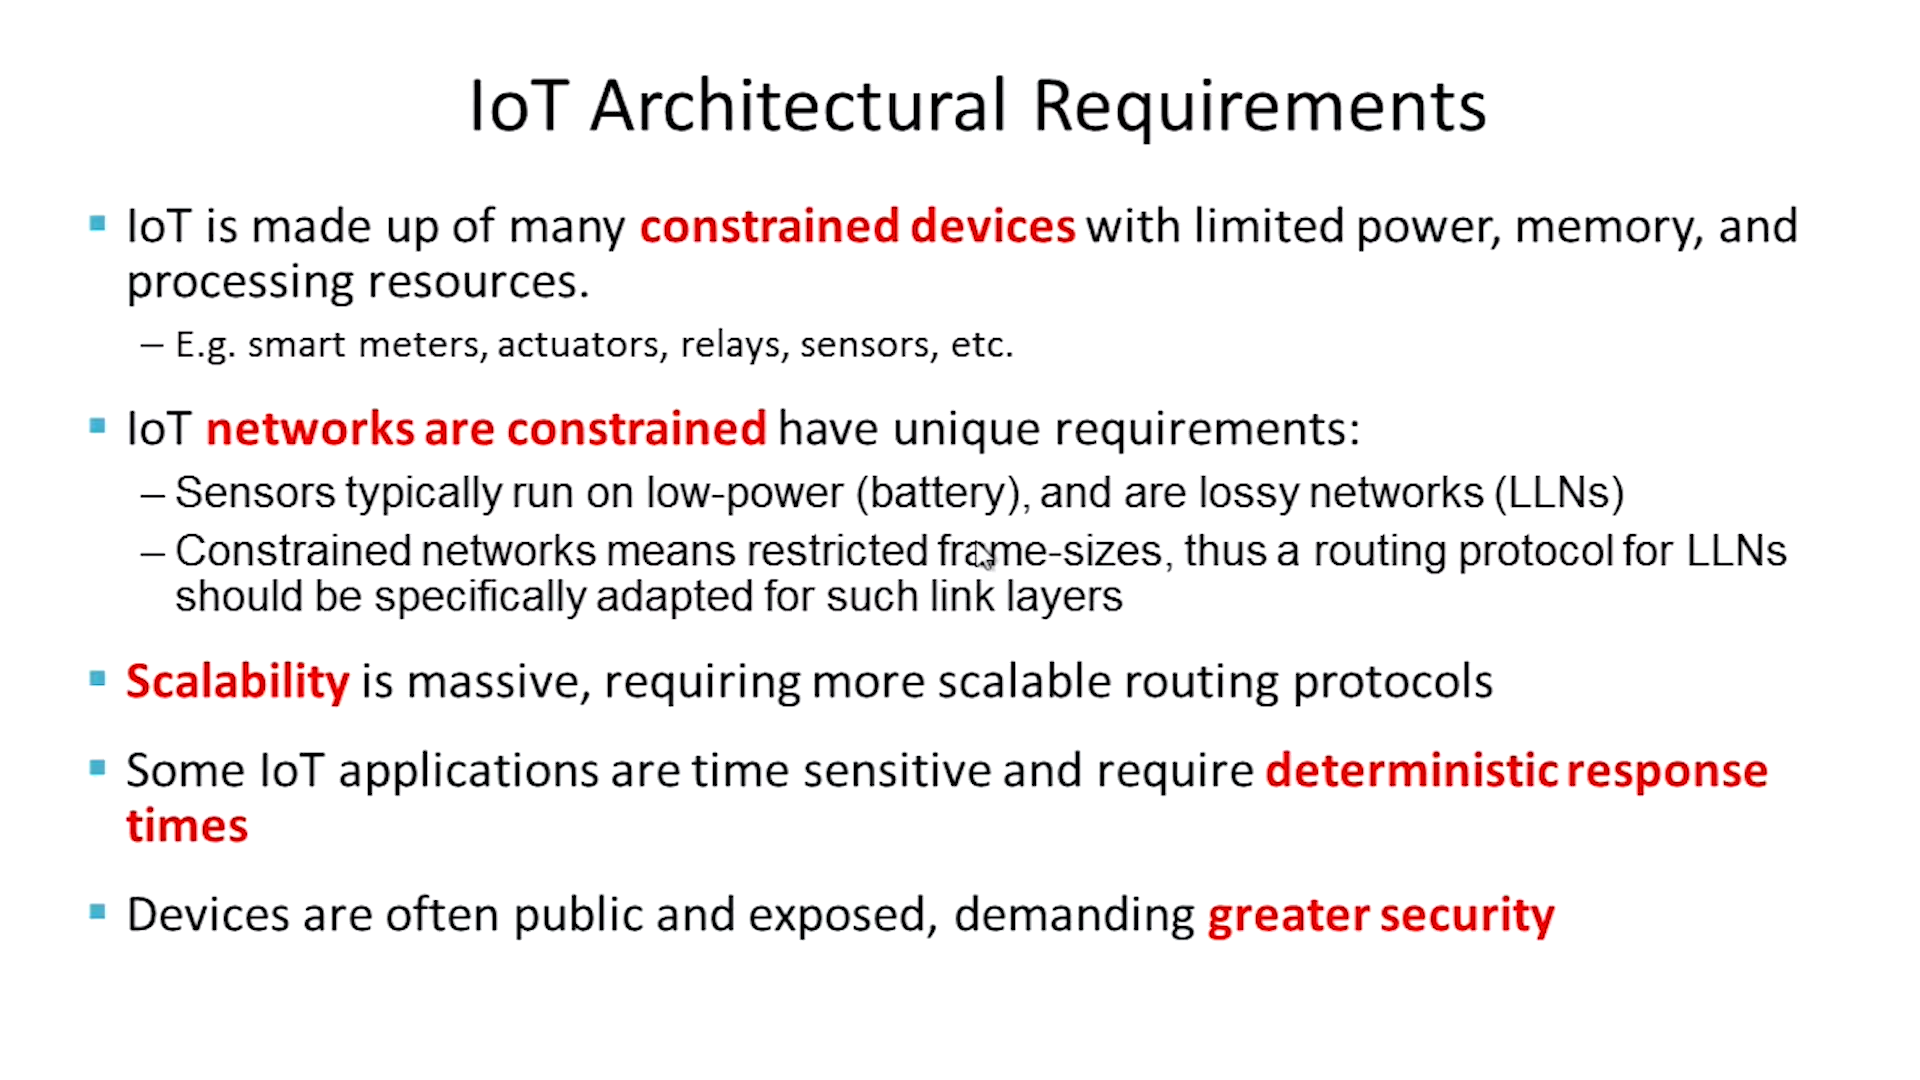 IoT Architectural Requirements
IoT is made up of many constrained devices with limited power, memory, and
processing resources.
– E.g. smart meters, actuators, relays, sensors, etc.
IoT networks are constrained have unique requirements:
– Sensors typically run on low-power (battery), and are lossy networks (LLNs)
– Constrained networks means restricted frame-sizes, thus a routing protocol for LLNs
should be specifically adapted for such link layers
Scalability is massive, requiring more scalable routing protocols
Some IoT applications are time sensitive and require deterministic response
times
Devices are often public and exposed, demanding greater security